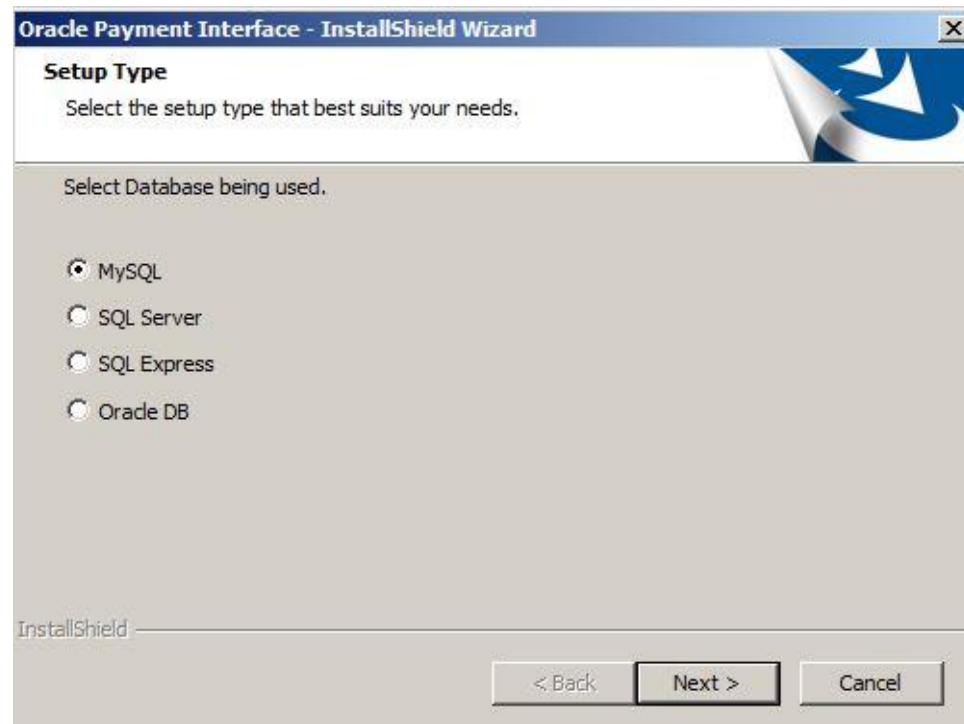 Oracle Payment Interface - InstallShield Wizard
Setup Type
Select the setup type that best suits your needs.
Select Database being used.
MySQL
SQL Server
SQL Express
Oracle DB
InstallShield
< Back Next > Cancel